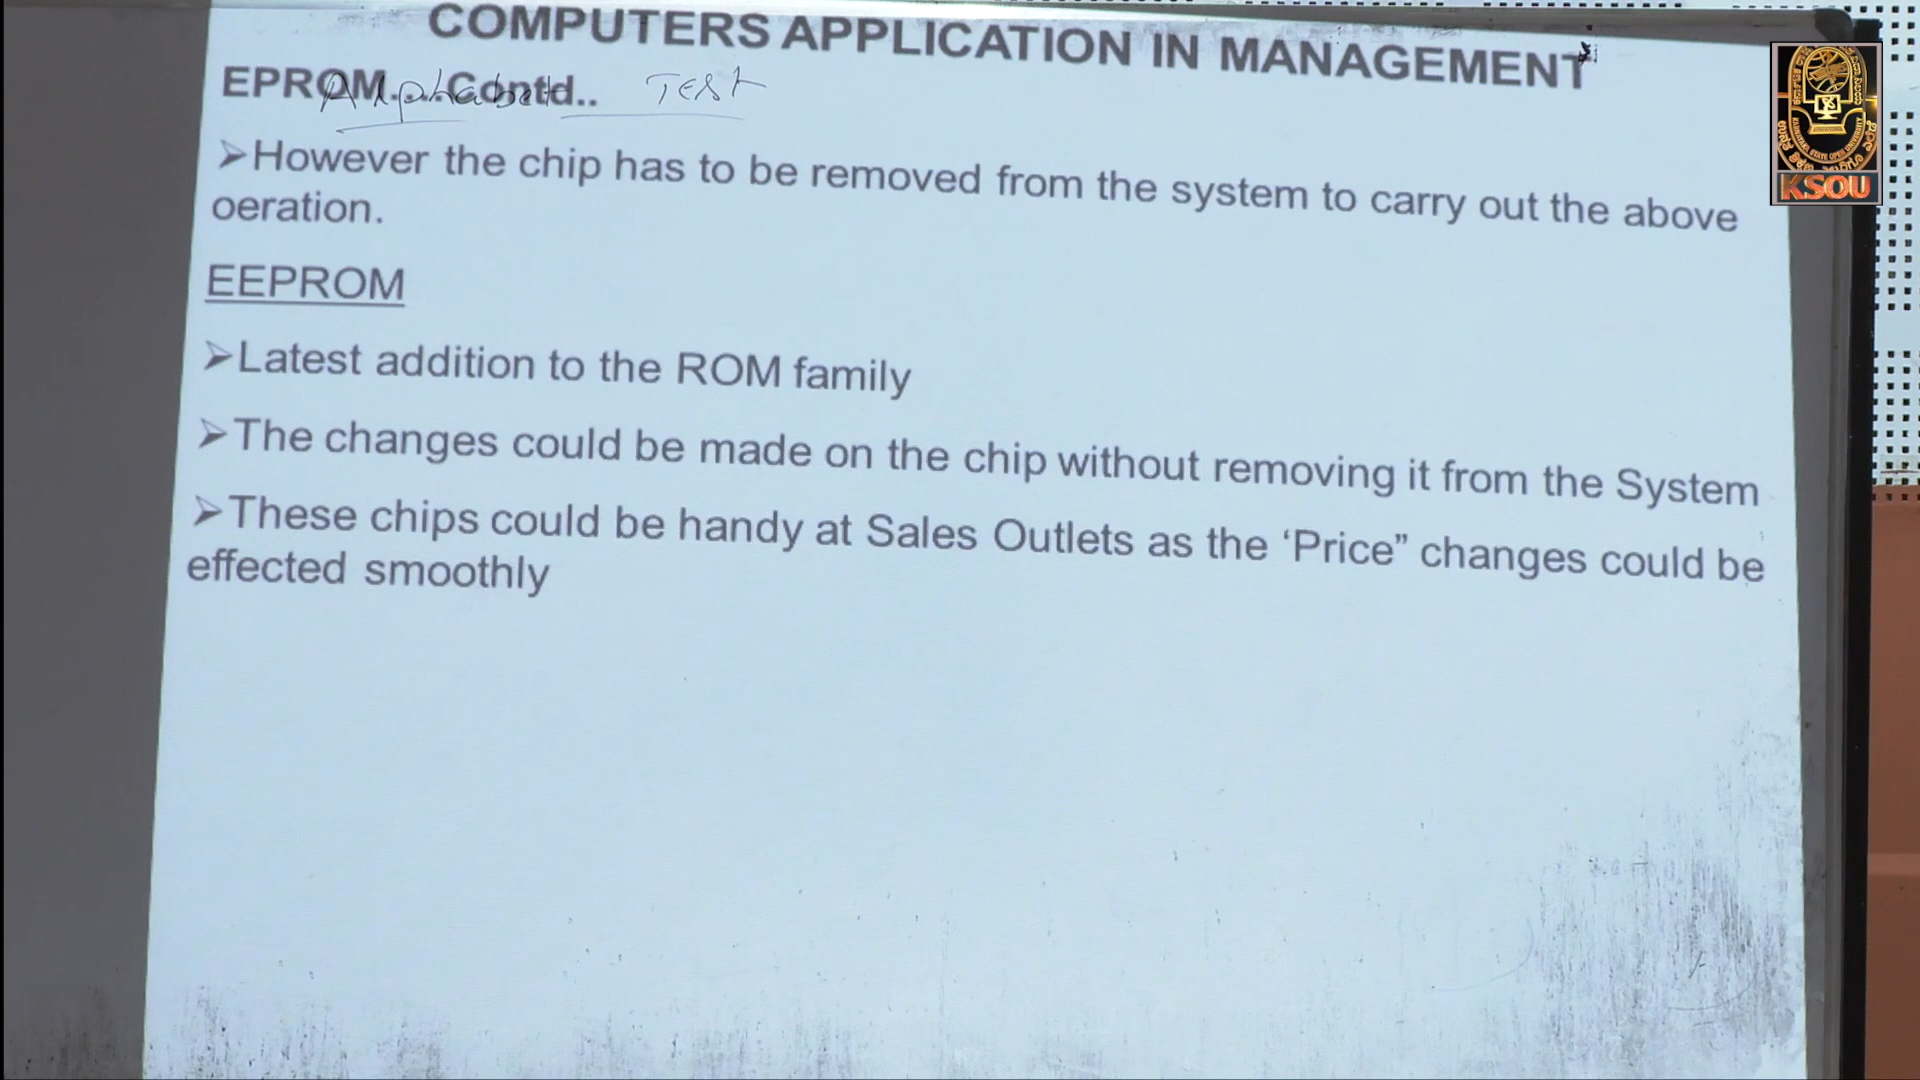 COMPUTERS APPLICATION IN MANAGEMENT
EPROM....Contd..
Alphabet TEST
➢However the chip has to be removed from the system to carry out the above
oeration.
EEPROM
➢Latest addition to the ROM family
➢The changes could be made on the chip without removing it from the System
➢These chips could be handy at Sales Outlets as the ‘Price” changes could be
effected smoothly
KSOU